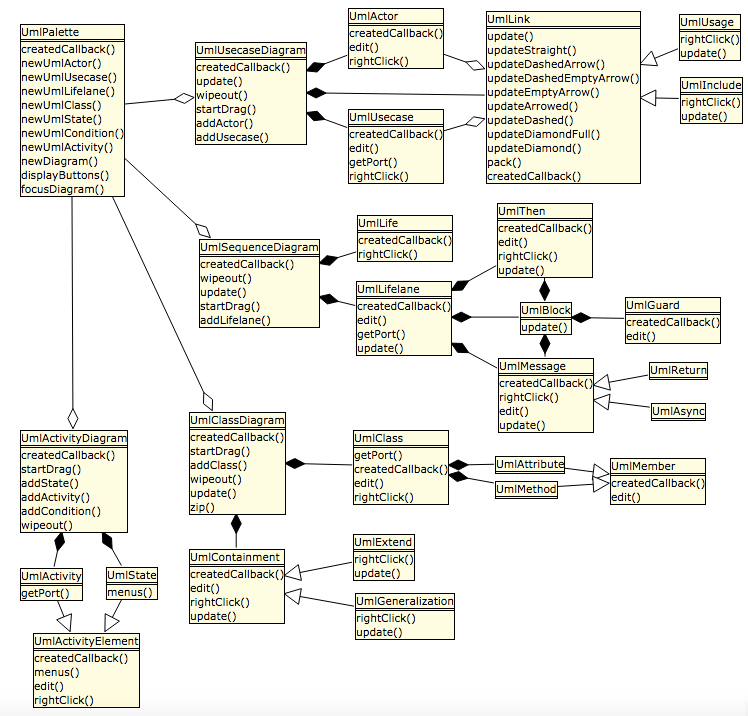 UmlPalette
createdCallback()
newUmlActor()
newUmlUsecase()
newUmlLifelane()
newUmlClass()
newUmlState()
newUmlCondition()
newUmlActivity()
newDiagram()
displayButtons()
focusDiagram()
UmlUsecaseDiagram
createdCallback()
update()
wipeout()
startDrag()
addActor()
addUsecase()
UmlActor
createdCallback()
edit()
rightClick()
UmlUsecase
createdCallback()
edit()
getPort()
rightClick()
UmlLink
update()
updateStraight()
updateDashedArrow()
updateDashedEmptyArrow()
updateEmptyArrow()
updateArrowed()
updateDashed()
updateDiamondFull()
updateDiamond()
pack()
createdCallback()
UmlUsage
rightClick()
update()
UmlInclude
rightClick()
update()
UmlSequenceDiagram
createdCallback()
wipeout()
update()
startDrag()
addLifelane()
UmlLife
createdCallback()
rightClick()
UmlLifelane
createdCallback()
edit()
getPort()
update()
UmlThen
createdCallback()
edit()
rightClick()
update()
UmlBlock
update()
UmlGuard
createdCallback()
edit()
UmlMessage
createdCallback()
rightClick()
edit()
update()
UmlReturn
UmlAsync
UmlActivityDiagram
createdCallback()
startDrag()
addState()
addActivity()
addCondition()
wipeout()
UmlClassDiagram
createdCallback()
startDrag()
addClass()
wipeout()
update()
zip()
UmlClass
getPort()
createdCallback()
edit()
rightClick()
UmlAttribute
UmlMethod
UmlMember
createdCallback()
edit()
UmlContainment
createdCallback()
edit()
rightClick()
update()
UmlExtend
rightClick()
update()
UmlGeneralization
rightClick()
update()
UmlActivity
getPort()
UmlState
menus()
UmlActivityElement
createdCallback()
menus()
edit()
rightClick()